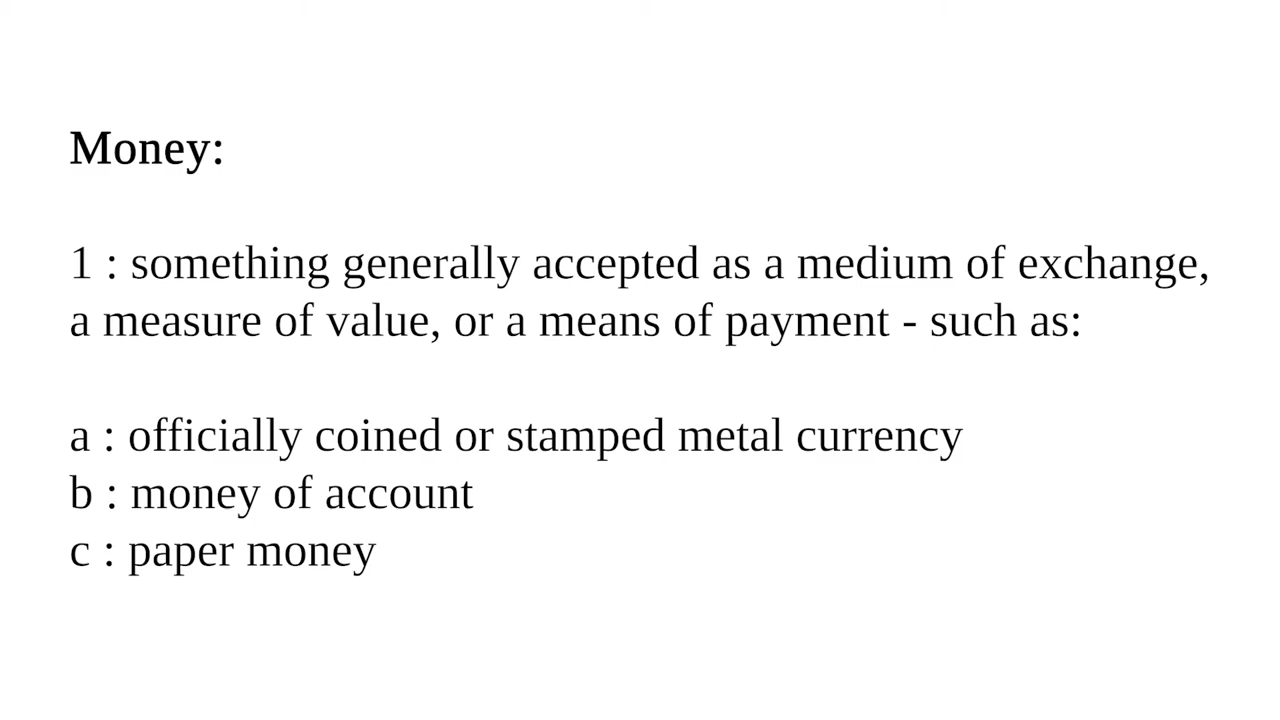 Money:
1 : something generally accepted as a medium of exchange,
a measure of value, or a means of payment - such as:
a : officially coined or stamped metal currency
b : money of account
c : paper money